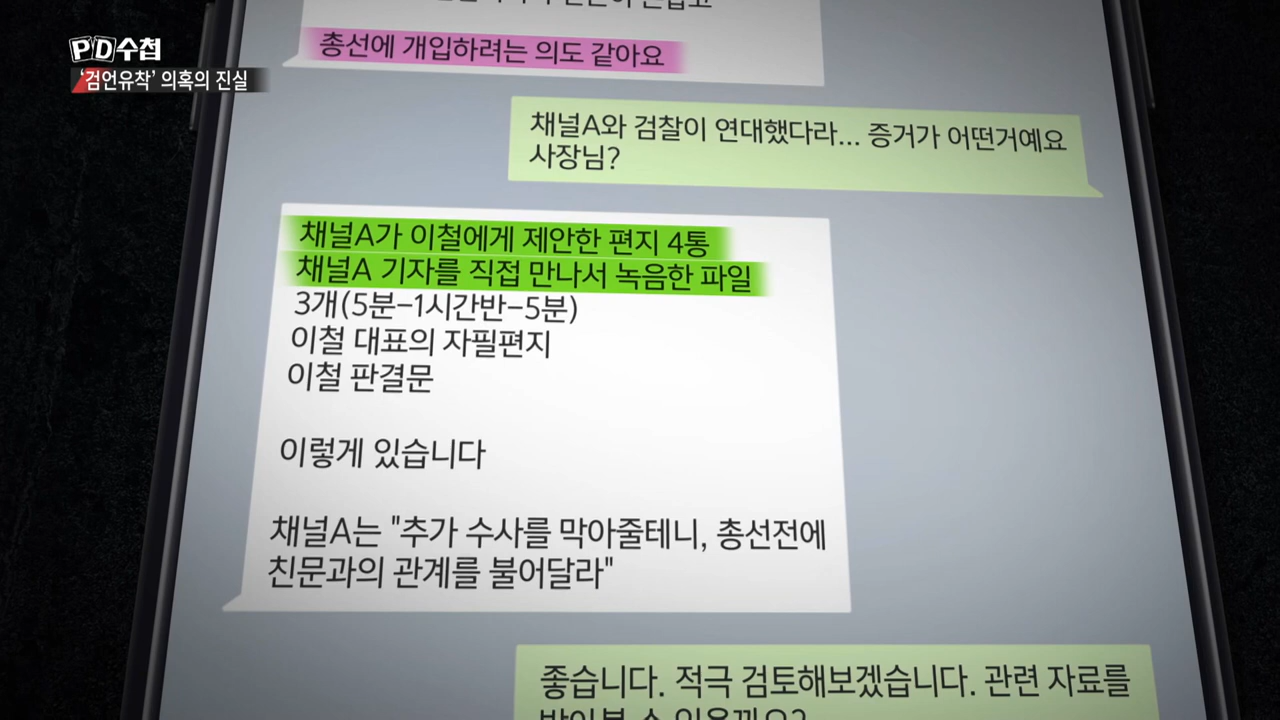 PD수첩
'검언유착' 의혹의 진실
총선에 개입하려는 의도 같아요
채널A와 검찰이 연대했다라... 증거가 어떤거예요
사장님?
채널A가 이철에게 제안한 편지 4통
채널A 기자를 직접 만나서 녹음한 파일
3개(5분-1시간반-5분)
이철 대표의 자필편지
이철 판결문
이렇게 있습니다
채널A는 "추가 수사를 막아줄테니, 총선전에
친문과의 관계를 불어달라"
좋습니다. 적극 검토해보겠습니다. 관련 자료를